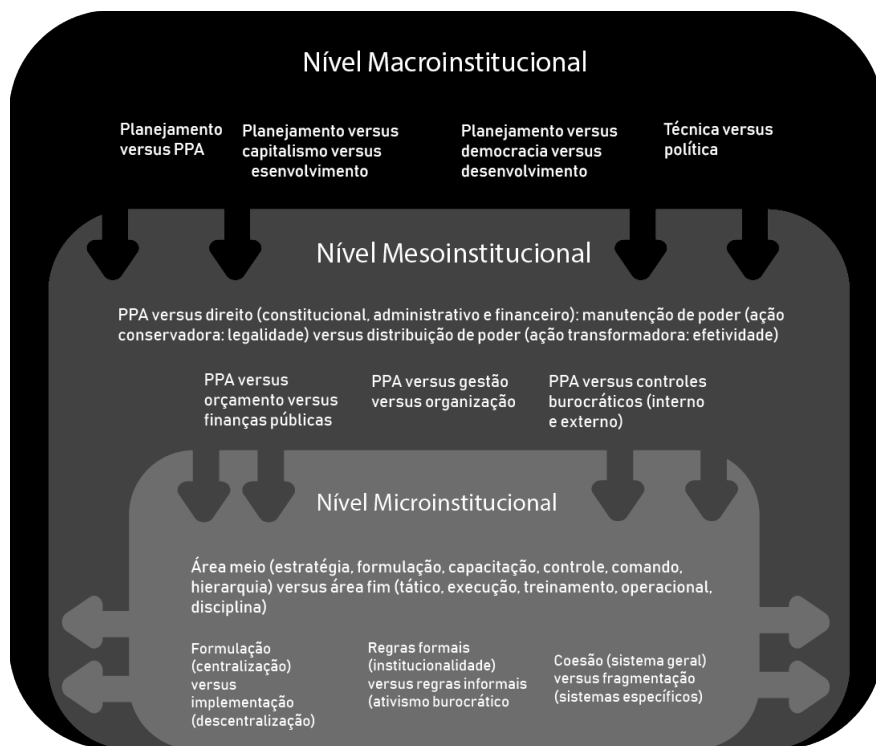 Nível Macroinstitucional
Planejamento
versus PPA
Planejamento versus
capitalismo versus
esenvolvimento
Planejamento versus
democracia versus
desenvolvimento
Técnica versus
política
Nível Mesoinstitucional
PPA versus direito (constitucional, administrativo e financeiro): manutenção de poder (ação
conservadora: legalidade) versus distribuição de poder (ação transformadora: efetividade)
PPA versus
orçamento versus
finanças públicas
PPA versus gestão
versus organização
PPA versus controles
burocráticos (interno
e externo)
Nível Microinstitucional
Área meio (estratégia, formulação, capacitação, controle, comando,
hierarquia) versus área fim (tático, execução, treinamento, operacional,
disciplina)
Formulação
(centralização)
versus
implementação
(descentralização)
Regras formais
(institucionalidade)
versus regras informais
(ativismo burocrático
Coesão (sistema geral)
versus fragmentação
(sistemas específicos)